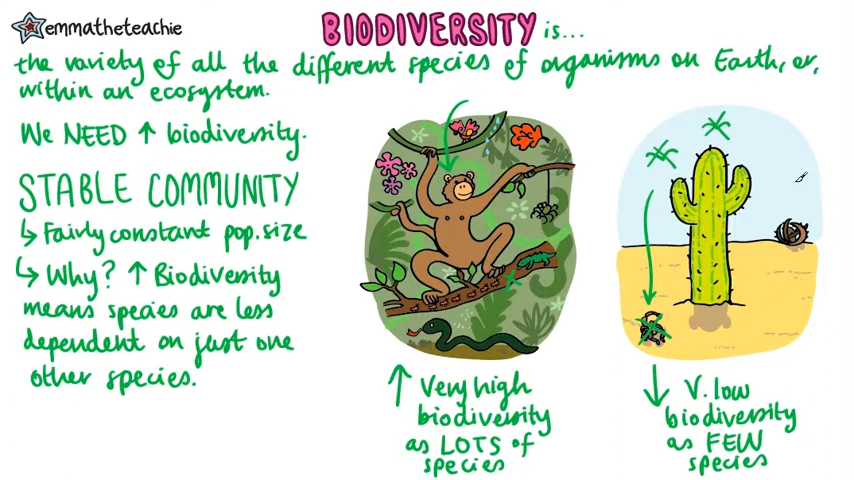 emmatheteachie
BIODIVERSITY is...
the variety of all the different species of organisms on Earth, or,
within an ecosystem.
We NEED ↑ biodiversity.
STABLE COMMUNITY
↳ Fairly constant pop. size
↳ Why? ↑ Biodiversity
means species are less
dependent on just one
other species.
↑ Very high
biodiversity
as LOTS of
species
↓ V. low
biodiversity
as FEW
species